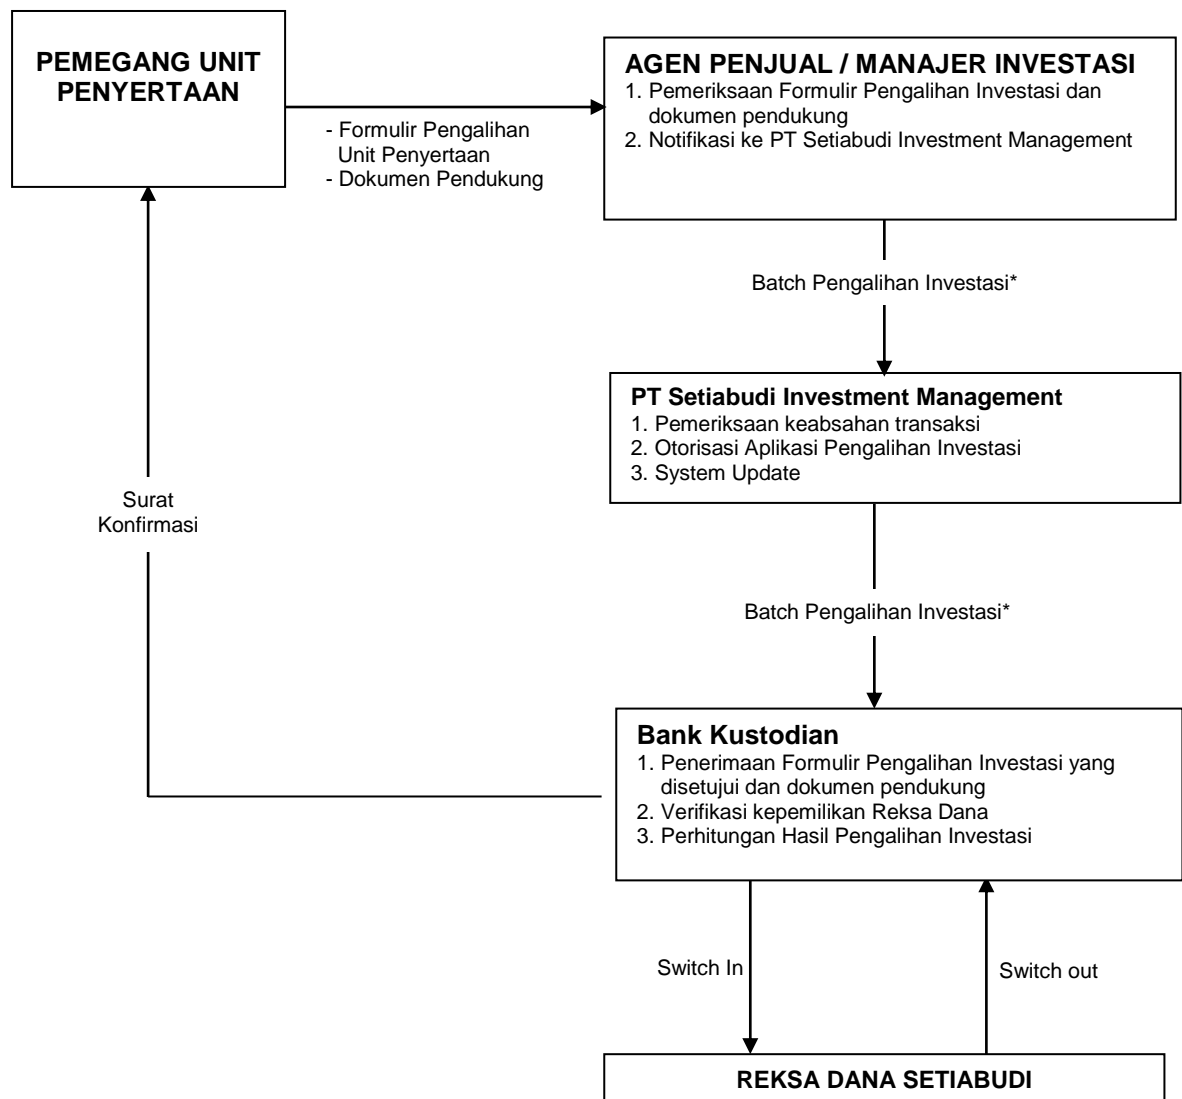 PEMEGANG UNIT
PENYERTAAN
AGEN PENJUAL / MANAJER INVESTASI
1. Pemeriksaan Formulir Pengalihan Investasi dan
dokumen pendukung
2. Notifikasi ke PT Setiabudi Investment Management
- Formulir Pengalihan
Unit Penyertaan
- Dokumen Pendukung
Batch Pengalihan Investasi*
PT Setiabudi Investment Management
1. Pemeriksaan keabsahan transaksi
2. Otorisasi Aplikasi Pengalihan Investasi
3. System Update
Surat
Konfirmasi
Batch Pengalihan Investasi*
Bank Kustodian
1. Penerimaan Formulir Pengalihan Investasi yang
disetujui dan dokumen pendukung
2. Verifikasi kepemilikan Reksa Dana
3. Perhitungan Hasil Pengalihan Investasi
Switch In
Switch out
REKSA DANA SETIABUDI